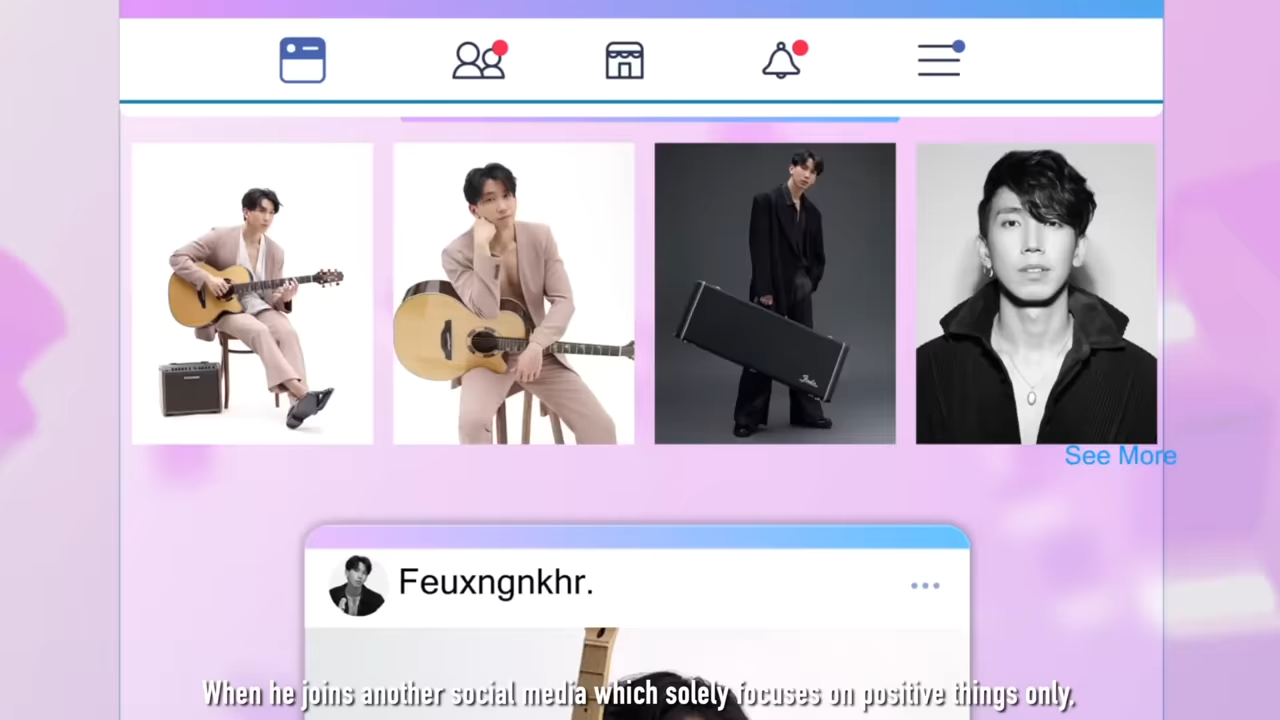 See More
Feuxngnkhr.
When he joins another social media which solely focuses on positive things only.